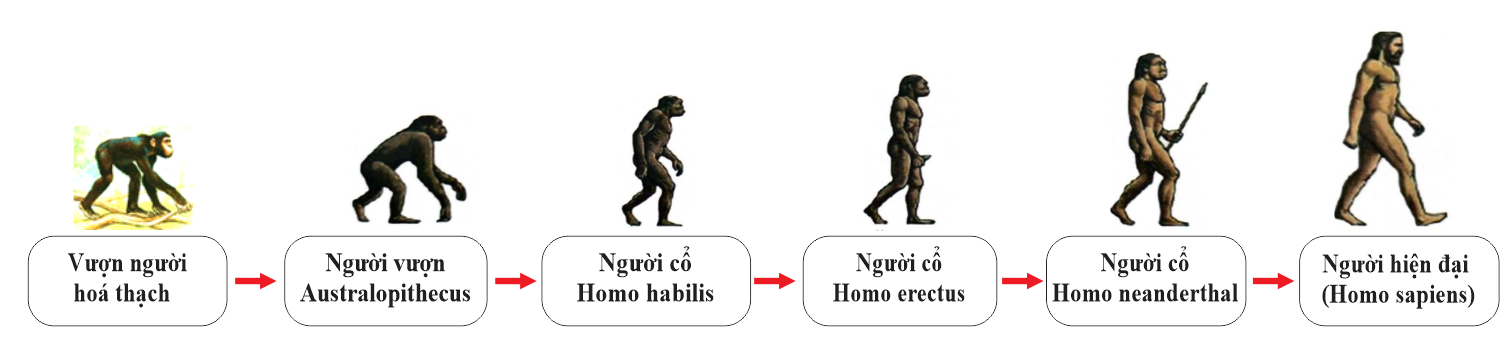 Vượn người
hoá thạch
Người vượn
Australopithecus
Người cổ
Homo habilis
Người cổ
Homo erectus
Người cổ
Homo neanderthal
Người hiện đại
(Homo sapiens)